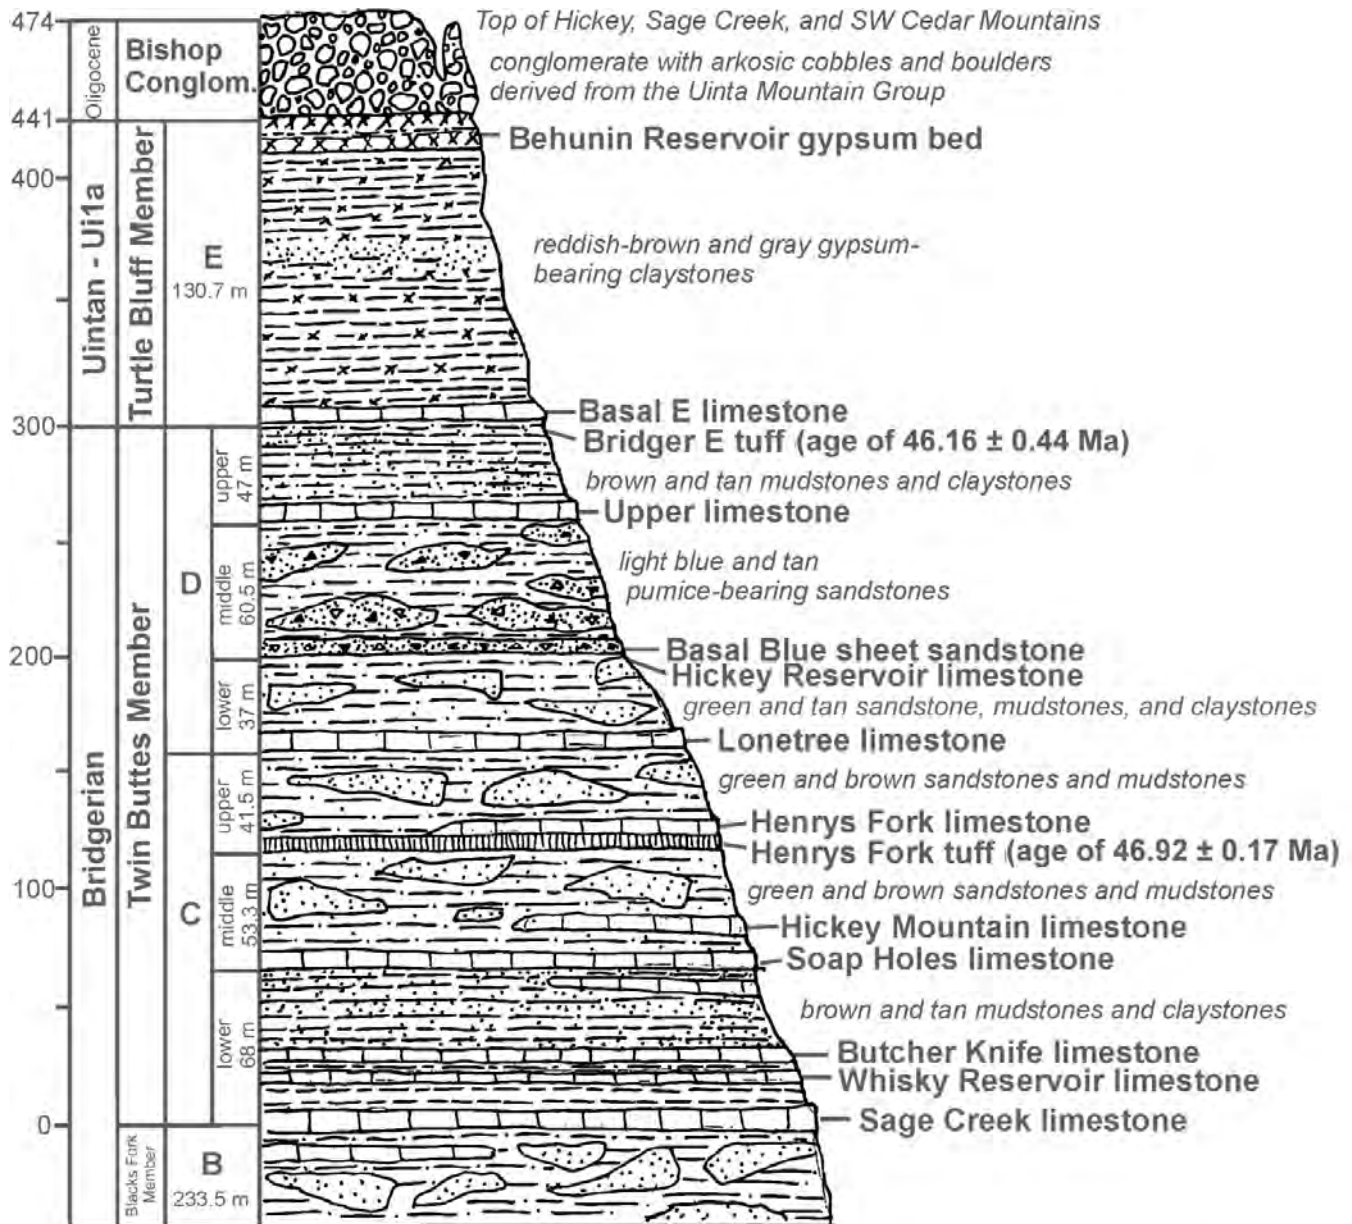 474
Oligocene
Bishop
Conglom.
Top of Hickey, Sage Creek, and SW Cedar Mountains
conglomerate with arkosic cobbles and boulders
derived from the Uinta Mountain Group
441
Behunin Reservoir gypsum bed
400
Uintan - Ui1a
Turtle Bluff Member
E
130.7 m
reddish-brown and gray gypsum-
bearing claystones
Basal E limestone
300
Bridger E tuff (age of 46.16 ± 0.44 Ma)
upper
47 m
brown and tan mudstones and claystones
Upper limestone
D
middle
60.5 m
light blue and tan
pumice-bearing sandstones
200
Basal Blue sheet sandstone
Hickey Reservoir limestone
lower
37 m
green and tan sandstone, mudstones, and claystones
Lonetree limestone
Bridgerian
Twin Buttes Member
upper
41.5 m
green and brown sandstones and mudstones
Henrys Fork limestone
Henrys Fork tuff (age of 46.92 ± 0.17 Ma)
100
C
middle
53.3 m
green and brown sandstones and mudstones
Hickey Mountain limestone
Soap Holes limestone
lower
68 m
brown and tan mudstones and claystones
Butcher Knife limestone
Whisky Reservoir limestone
0
Sage Creek limestone
Blacks Fork
Member
B
233.5 m